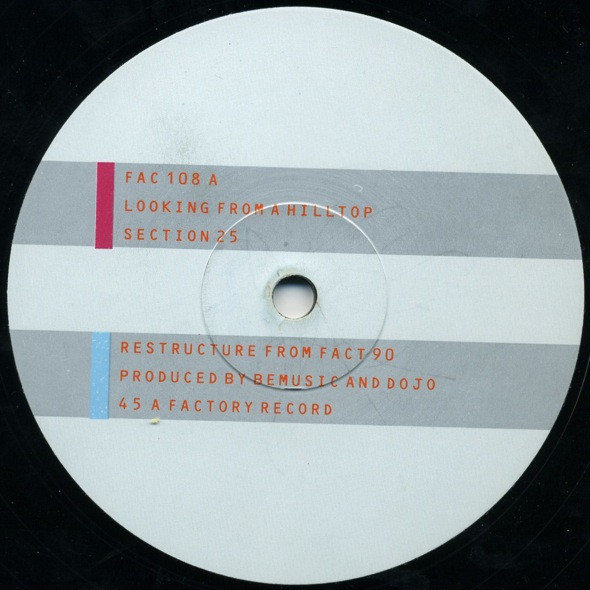 FAC 108 A
LOOKING FROM A HILLTOP
SECTION 25
RESTRUCTURE FROM FACT 90
PRODUCED BY BEMUSIC AND DOJO
45 A FACTORY RECORD